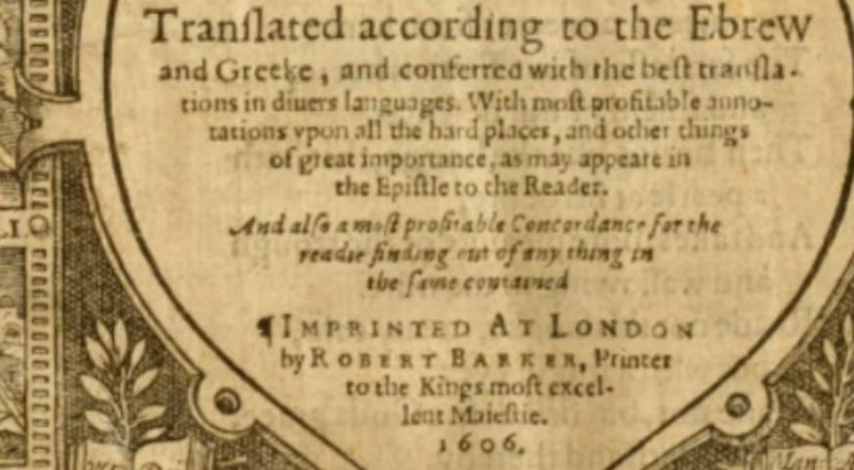 Tranſlated according to the Ebrew
and Greeke, and conferred with the beſt tranſla-
tions in diuers languages. With moſt profitable anno-
tations vpon all the hard places, and other things
of great importance, as may appeare in
the Epiſtle to the Reader.
And alſo a moſt profitable Concordance for the
readie finding out of any thing in
the ſame contained
¶ IMPRINTED AT LONDON
by ROBERT BARKER, Printer
to the Kings moſt excel-
lent Maieſtie.
1606.